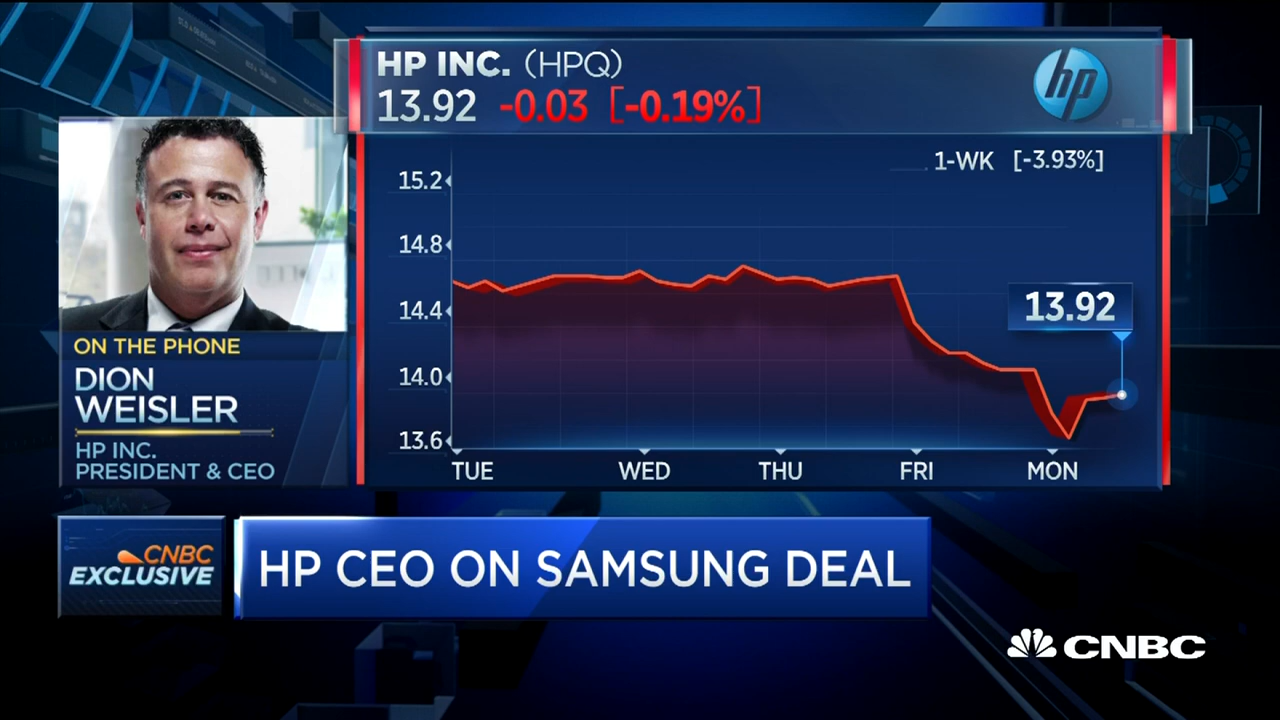 HP INC. (HPQ)
13.92 -0.03 [-0.19%]
hp
1-WK [-3.93%]
15.2
14.8
14.4
14.0
13.6
13.92
TUE WED THU FRI MON
ON THE PHONE
DION
WEISLER
HP INC.
PRESIDENT & CEO
CNBC
EXCLUSIVE
HP CEO ON SAMSUNG DEAL
CNBC